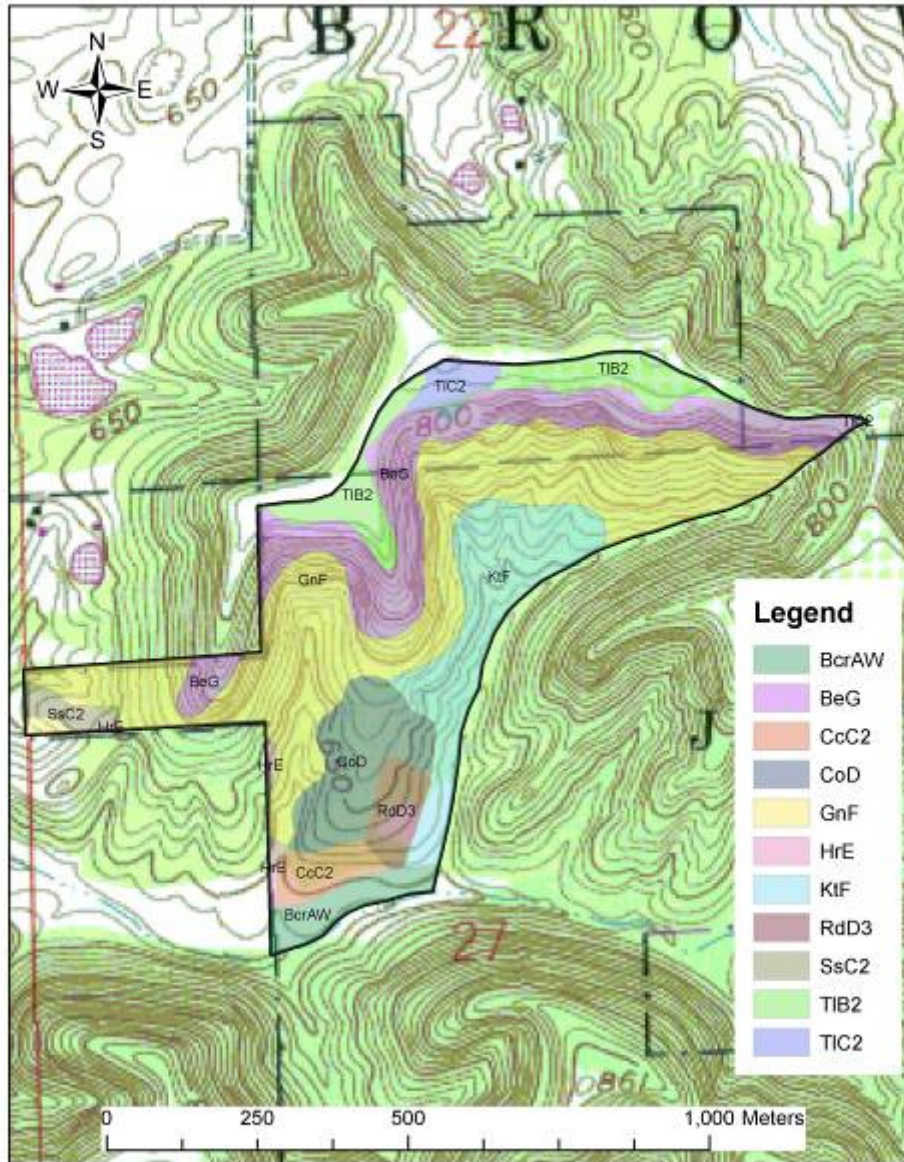 B 22 R O
N
W E
S
650
600
650
TlB2
TlC2
800
BeG
TlB2
800
GnF
KtF
BeG
SsC2
HrE
J
HrE
CoD
RdD3
HrE
CcC2
BcrAW
27
Legend
BcrAW
BeG
CcC2
CoD
GnF
HrE
KtF
RdD3
SsC2
TlB2
TlC2
0 250 500 1,000 Meters